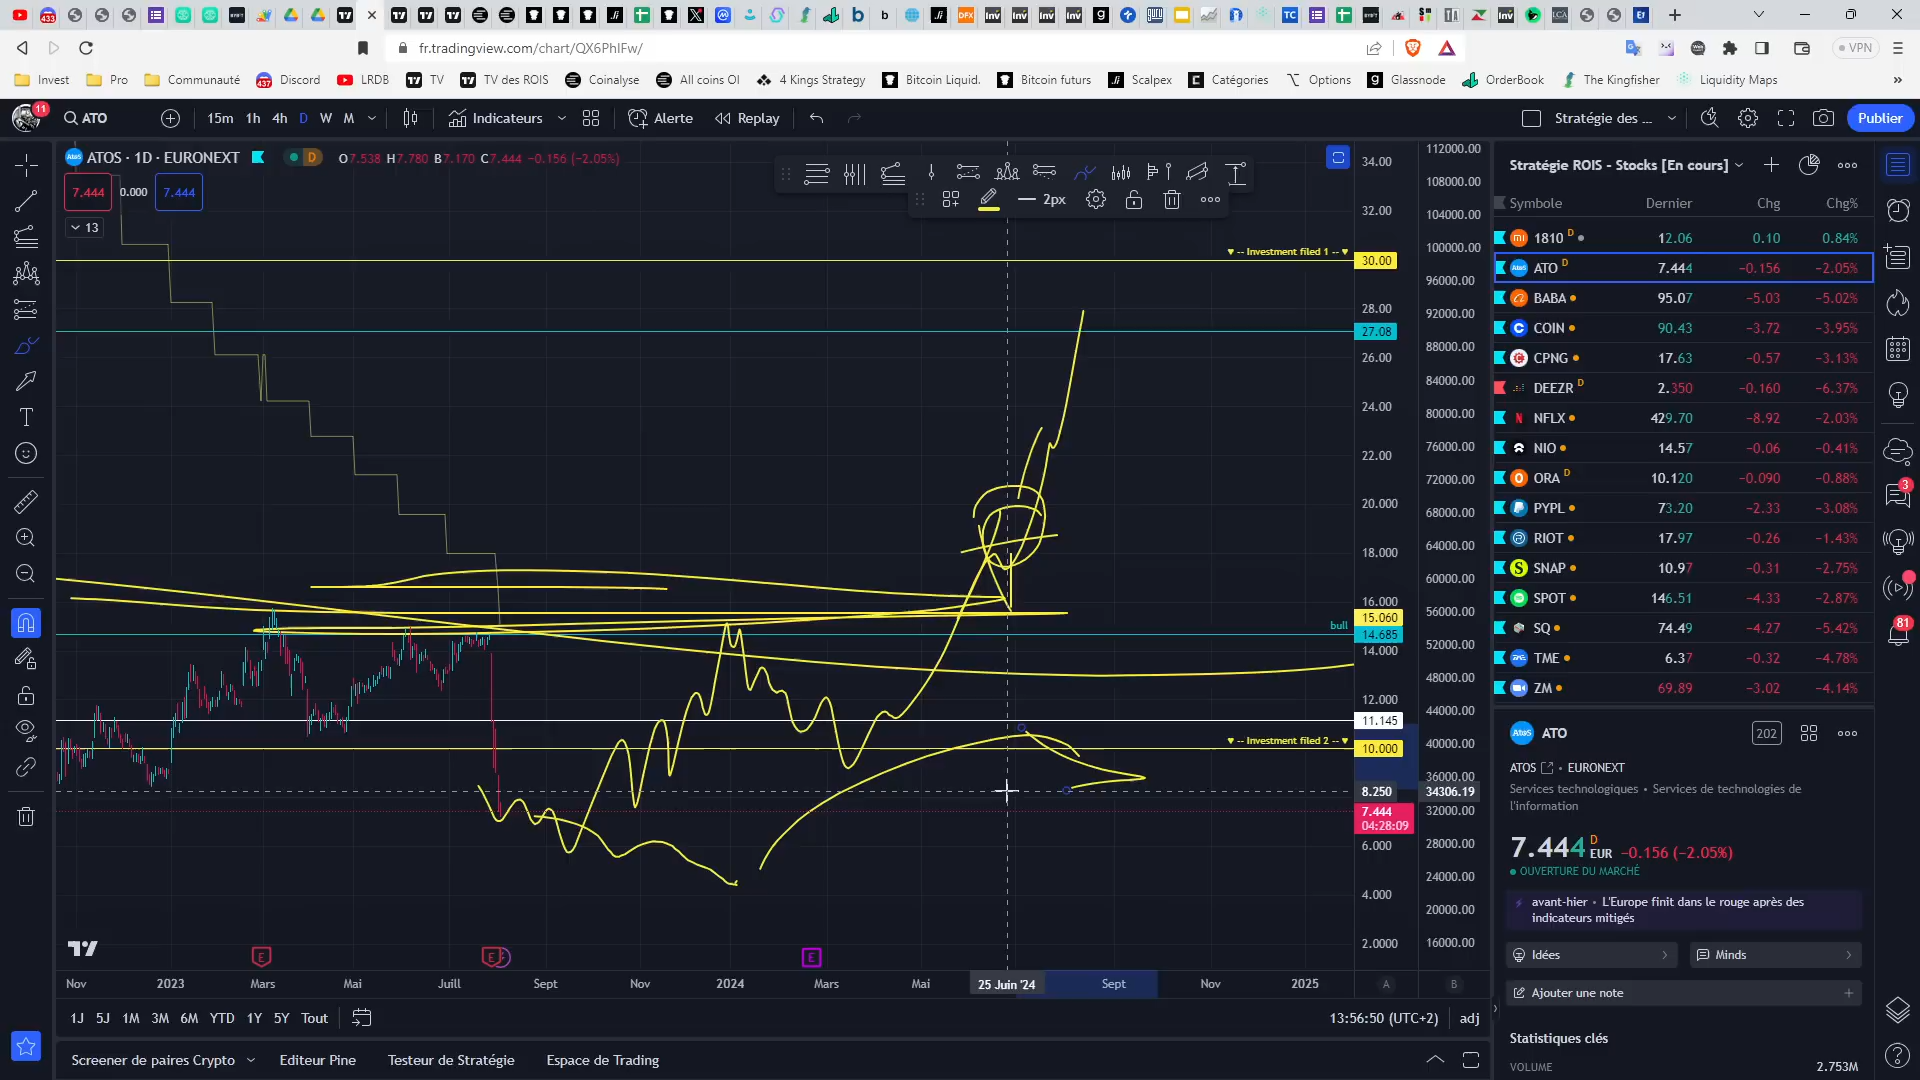 433
fr.tradingview.com/chart/QX6PhIFw/
VPN
Invest
Pro
Communauté
437
Discord
LRDB
TV
TV des ROIS
Coinalyse
All coins OI
4 Kings Strategy
Bitcoin Liquid.
Bitcoin futurs
Scalpex
Catégories
Options
Glassnode
OrderBook
The Kingfisher
Liquidity Maps
11
ATO
15m 1h 4h D W M
Indicateurs
Alerte
Replay
Stratégie des ...
Publier
ATOS · 1D · EURONEXT
D
O7.538 H7.780 B7.170 C7.444 −0.156 (−2.05%)
7.444
0.000
7.444
13
2px
34.00
32.00
▼ -- Investment filed 1 -- ▼
30.00
28.00
27.08
26.00
24.00
22.00
20.000
18.000
16.000
15.060
bull
14.685
14.000
12.000
11.145
▼ -- Investment filed 2 -- ▼
10.000
8.250
7.444
04:28:09
6.000
4.000
2.0000
112000.00
108000.00
104000.00
100000.00
96000.00
92000.00
88000.00
84000.00
80000.00
76000.00
72000.00
68000.00
64000.00
60000.00
56000.00
52000.00
48000.00
44000.00
40000.00
36000.00
34306.19
32000.00
28000.00
24000.00
20000.00
16000.00
E
E
E
Nov
2023
Mars
Mai
Juill
Sept
Nov
2024
Mars
Mai
25 Juin '24
Sept
Nov
2025
A
B
1J 5J 1M 3M 6M YTD 1Y 5Y Tout
13:56:50 (UTC+2)
adj
Screener de paires Crypto
Editeur Pine
Testeur de Stratégie
Espace de Trading
Stratégie ROIS - Stocks [En cours]
Symbole Dernier Chg Chg%
1810 D 12.06 0.10 0.84%
ATO D 7.444 −0.156 −2.05%
BABA 95.07 −5.03 −5.02%
COIN 90.43 −3.72 −3.95%
CPNG 17.63 −0.57 −3.13%
DEEZR D 2.350 −0.160 −6.37%
NFLX 429.70 −8.92 −2.03%
NIO 14.57 −0.06 −0.41%
ORA D 10.120 −0.090 −0.88%
PYPL 73.20 −2.33 −3.08%
RIOT 17.97 −0.26 −1.43%
SNAP 10.97 −0.31 −2.75%
SPOT 146.51 −4.33 −2.87%
SQ 74.49 −4.27 −5.42%
TME 6.37 −0.32 −4.78%
ZM 69.89 −3.02 −4.14%
Atos ATO
202
ATOS · EURONEXT
Services technologiques · Services de technologies de
l'information
7.444 D EUR −0.156 (−2.05%)
OUVERTURE DU MARCHÉ
avant-hier · L'Europe finit dans le rouge après des
indicateurs mitigés
Idées
Minds
Ajouter une note
Statistiques clés
VOLUME 2.753M
3
81